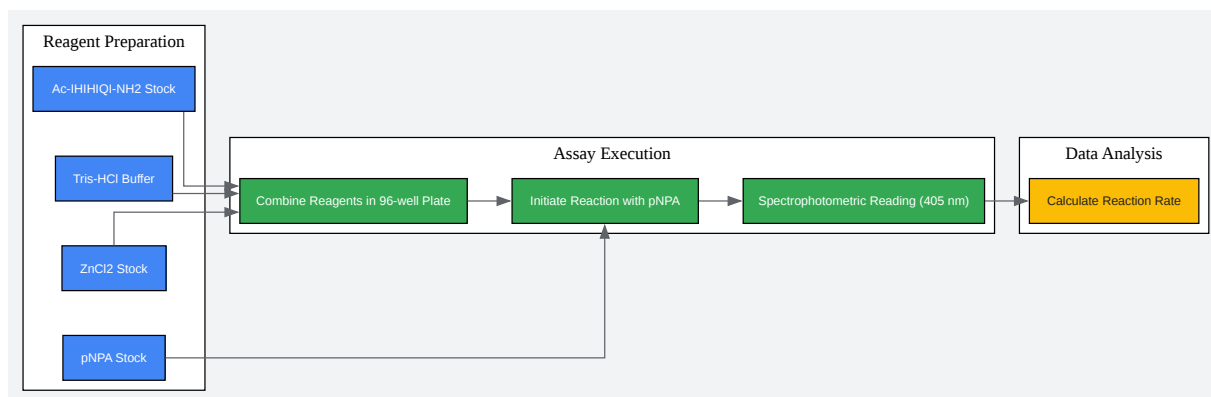 Reagent Preparation
Ac-IHIHIQI-NH2 Stock
Tris-HCl Buffer
ZnCl2 Stock
pNPA Stock
Assay Execution
Combine Reagents in 96-well Plate
Initiate Reaction with pNPA
Spectrophotometric Reading (405 nm)
Data Analysis
Calculate Reaction Rate